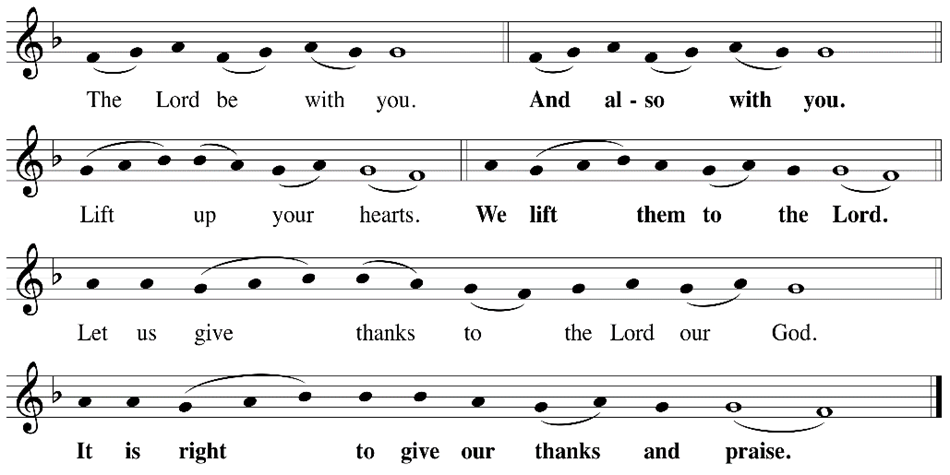 The Lord be with you. And al - so with you.
Lift up your hearts. We lift them to the Lord.
Let us give thanks to the Lord our God.
It is right to give our thanks and praise.